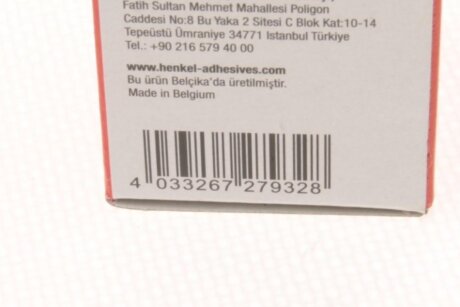 Fatih Sultan Mehmet Mahallesi Poligon
Caddesi No:8 Bu Yaka 2 Sitesi C Blok Kat:10-14
Tepeüstü Ümraniye 34771 Istanbul Türkiye
Tel.: +90 216 579 40 00
www.henkel-adhesives.com
Bu ürün Belçika'da üretilmiştir.
Made in Belgium
4 033267 279328